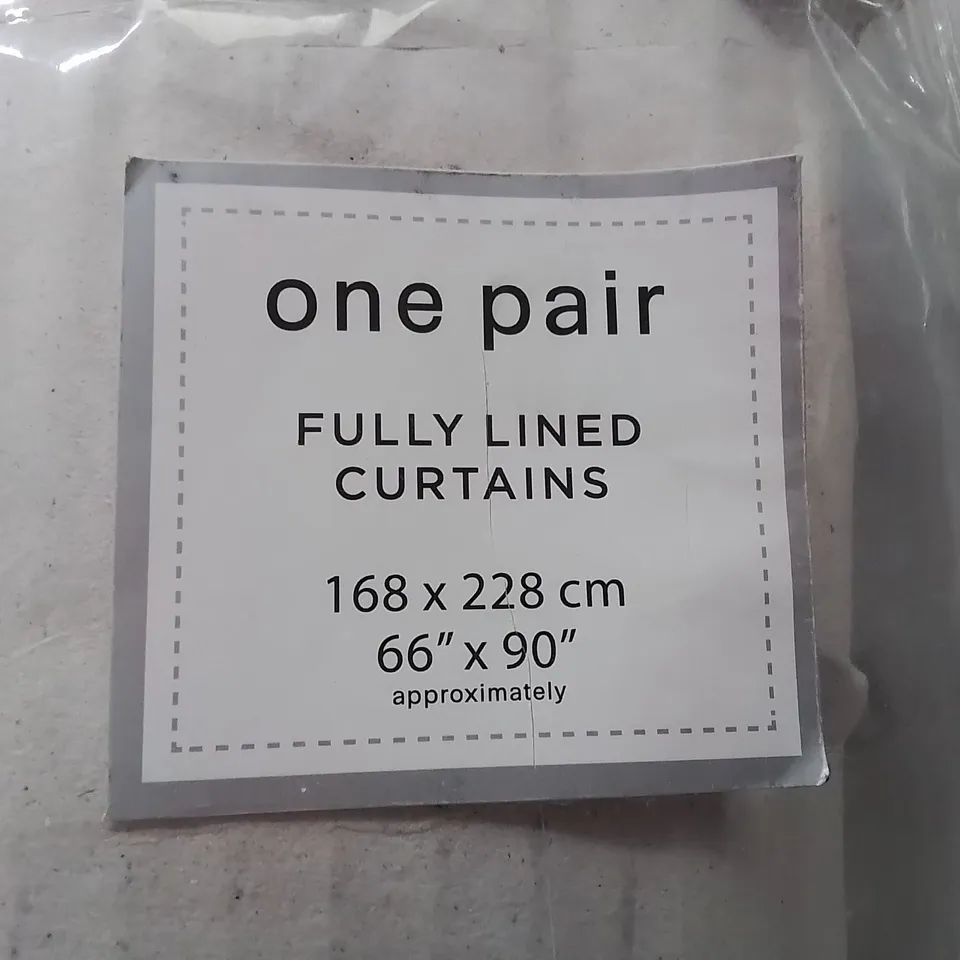 one pair
FULLY LINED
CURTAINS
168 x 228 cm
66” x 90”
approximately